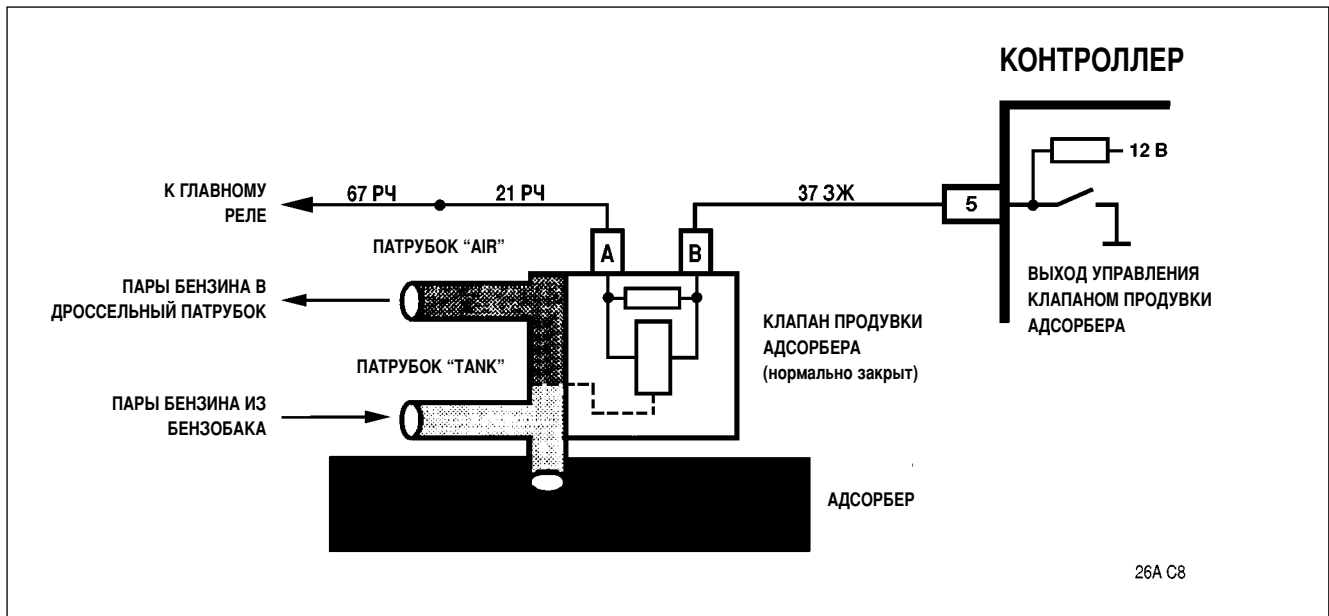 КОНТРОЛЛЕР
12 В
К ГЛАВНОМУ
РЕЛЕ
67 РЧ
21 РЧ
37 ЗЖ
5
ПАТРУБОК “AIR”
A
B
ВЫХОД УПРАВЛЕНИЯ
КЛАПАНОМ ПРОДУВКИ
АДСОРБЕРА
ПАРЫ БЕНЗИНА В
ДРОССЕЛЬНЫЙ ПАТРУБОК
КЛАПАН ПРОДУВКИ
АДСОРБЕРА
(нормально закрыт)
ПАТРУБОК “TANK”
ПАРЫ БЕНЗИНА ИЗ
БЕНЗОБАКА
АДСОРБЕР
26A C8